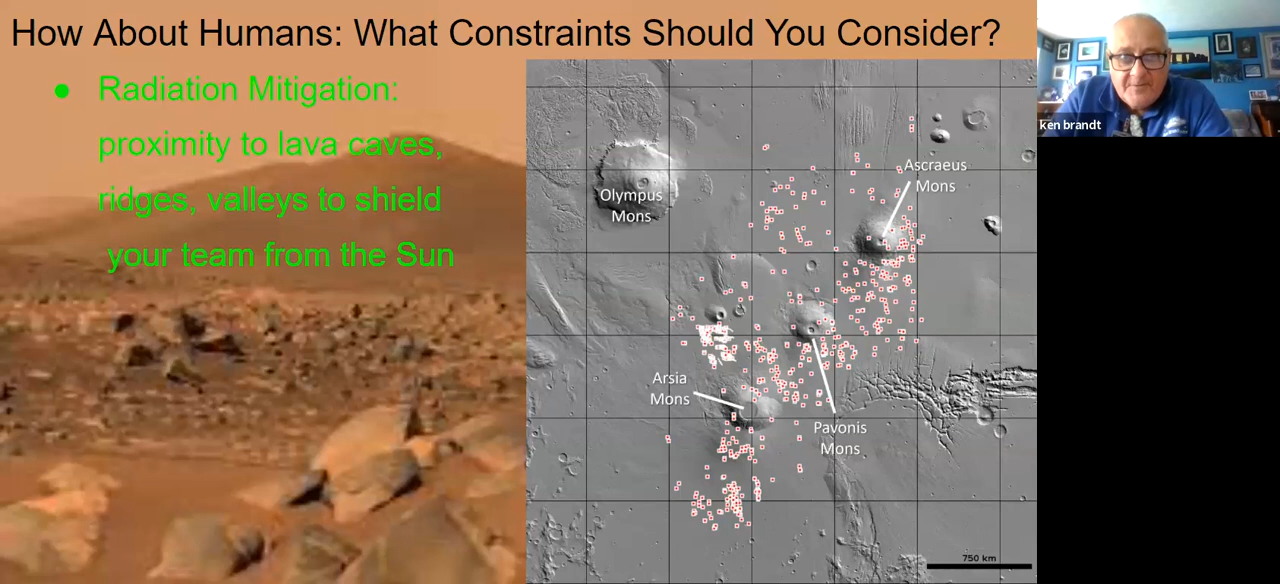 How About Humans: What Constraints Should You Consider?
● Radiation Mitigation:
proximity to lava caves,
ridges, valleys to shield
your team from the Sun
Olympus
Mons
Ascraeus
Mons
Arsia
Mons
Pavonis
Mons
750 km
ken brandt